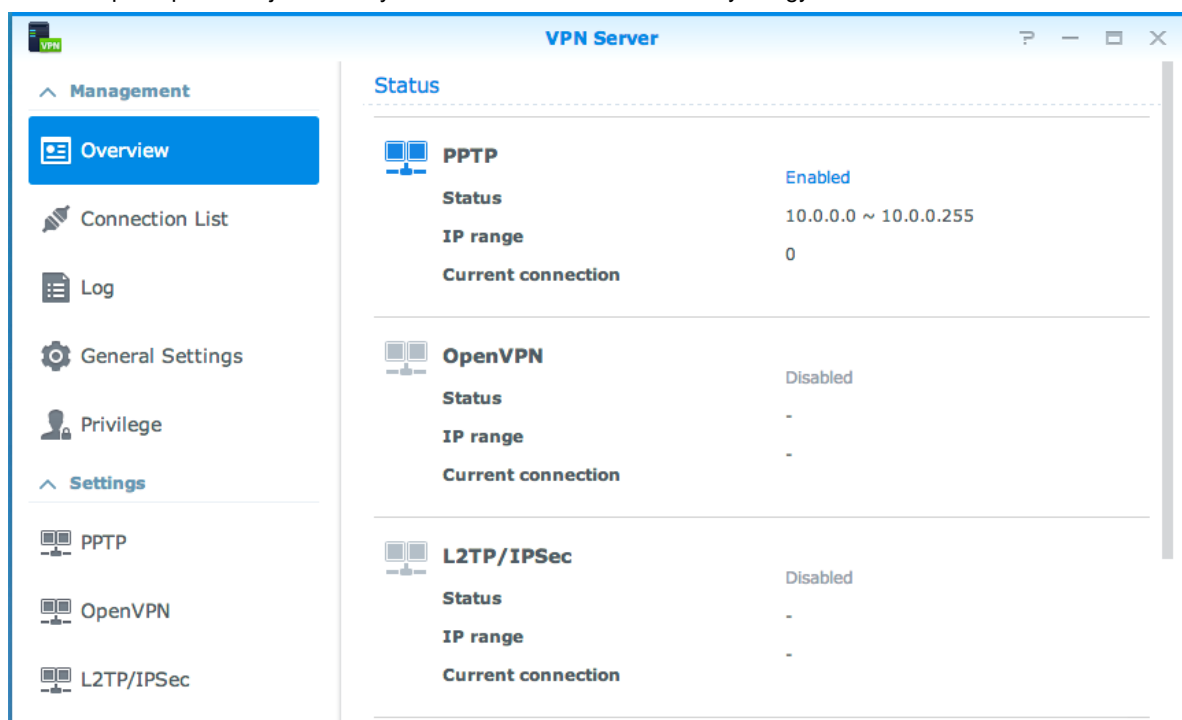 VPN
VPN Server
Management
Overview
Connection List
Log
General Settings
Privilege
Settings
PPTP
OpenVPN
L2TP/IPSec
Status
PPTP
Status
Enabled
IP range
10.0.0.0 ~ 10.0.0.255
Current connection
0
OpenVPN
Status
Disabled
IP range
-
Current connection
-
L2TP/IPSec
Status
Disabled
IP range
-
Current connection
-